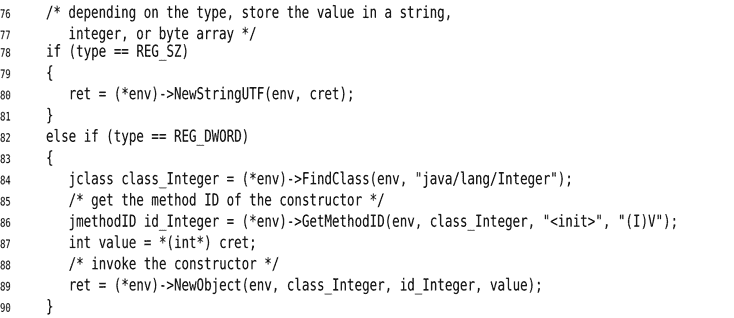 76 /* depending on the type, store the value in a string,
77 integer, or byte array */
78 if (type == REG_SZ)
79 {
80 ret = (*env)->NewStringUTF(env, cret);
81 }
82 else if (type == REG_DWORD)
83 {
84 jclass class_Integer = (*env)->FindClass(env, "java/lang/Integer");
85 /* get the method ID of the constructor */
86 jmethodID id_Integer = (*env)->GetMethodID(env, class_Integer, "<init>", "(I)V");
87 int value = *(int*) cret;
88 /* invoke the constructor */
89 ret = (*env)->NewObject(env, class_Integer, id_Integer, value);
90 }